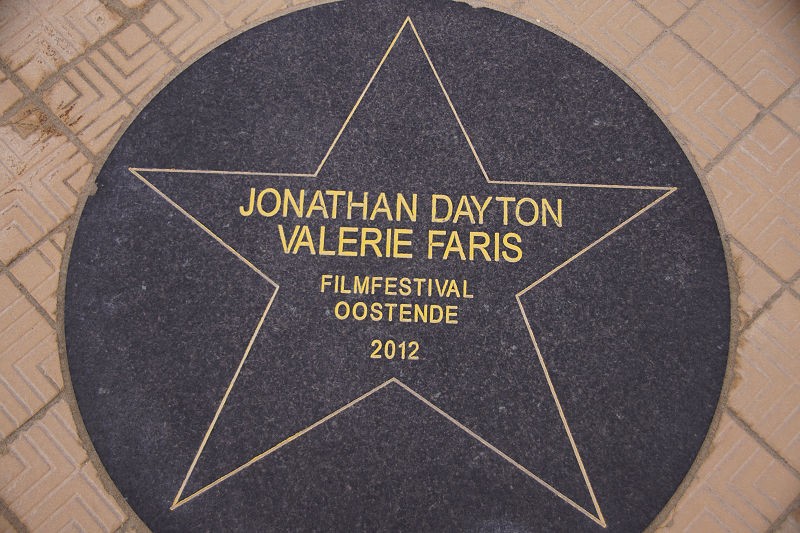 JONATHAN DAYTON
VALERIE FARIS
FILMFESTIVAL
OOSTENDE
2012